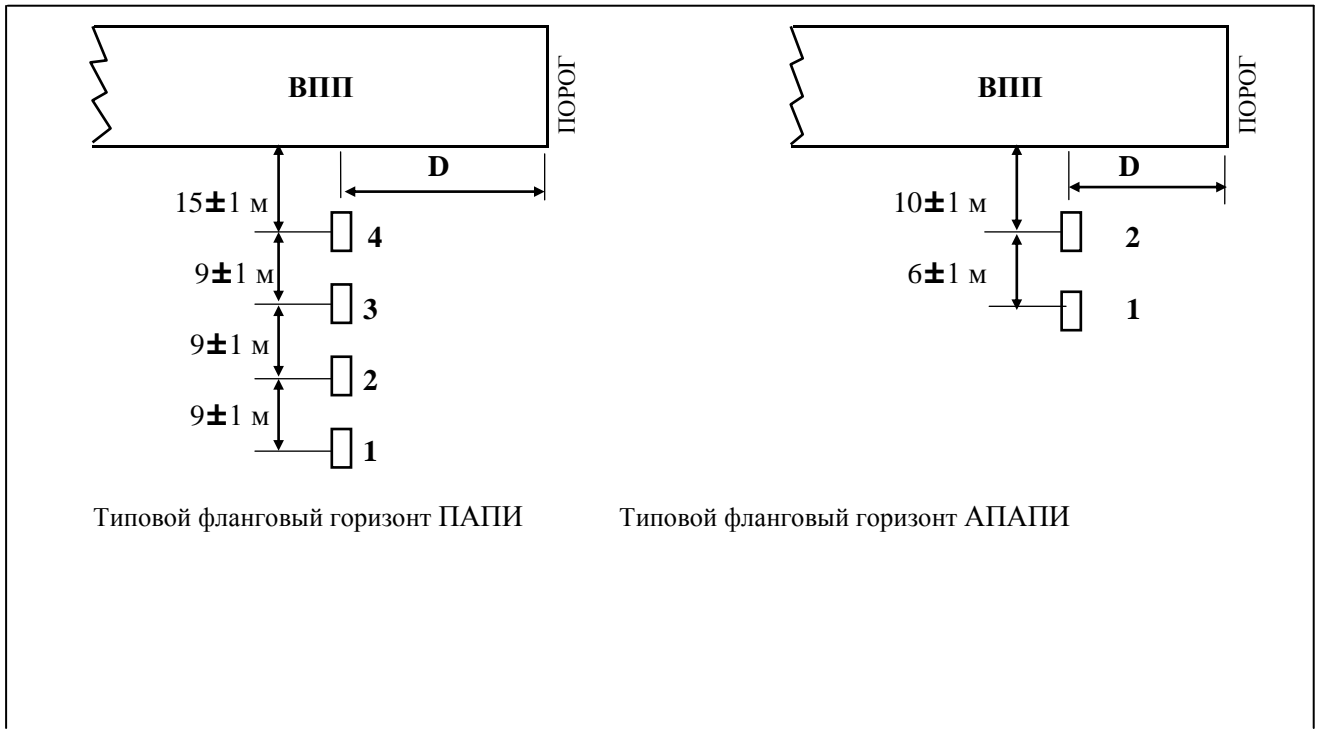 ВПП
ПОРОГ
D
15±1 м
4
9±1 м
3
9±1 м
2
9±1 м
1
Типовой фланговый горизонт ПАПИ
ВПП
ПОРОГ
D
10±1 м
2
6±1 м
1
Типовой фланговый горизонт АПАПИ